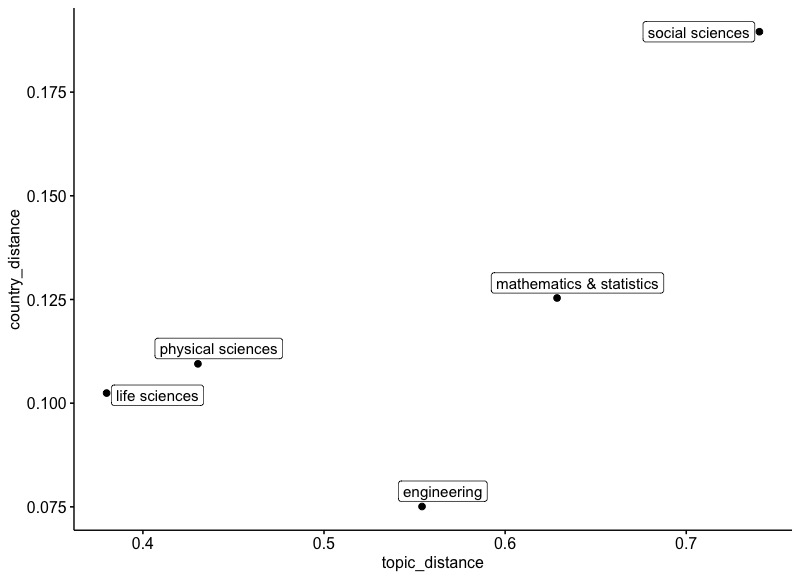 social sciences
0.175
0.150
mathematics & statistics
0.125
physical sciences
life sciences
0.100
engineering
0.075
country_distance
0.4 0.5 0.6 0.7
topic_distance